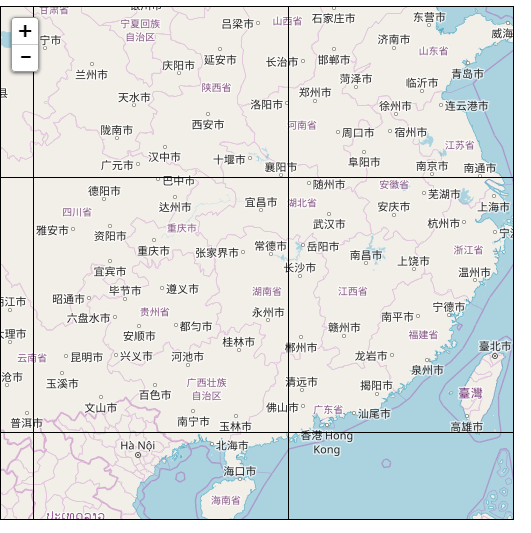 甘肃省
宁夏回族
自治区
吕梁市
山西省
石家庄市
东营市
威海
+
−
宁市
济南市
山东省
兰州市
庆阳市
延安市
长治市
邯郸市
青岛市
天水市
陕西省
郑州市
菏泽市
临沂市
县
洛阳市
徐州市
连云港市
陇南市
西安市
河南省
周口市
宿州市
江苏省
广元市
汉中市
十堰市
襄阳市
阜阳市
南京市
南通市
德阳市
巴中市
随州市
安徽省
芜湖市
四川省
达州市
宜昌市
湖北省
安庆市
上海市
雅安市
资阳市
重庆市
武汉市
杭州市
重庆市
张家界市
常德市
岳阳市
南昌市
上饶市
浙江省
宜宾市
长沙市
温州市
丽江市
昭通市
毕节市
遵义市
湖南省
江西省
六盘水市
贵州省
永州市
宁德市
大理市
安顺市
都匀市
桂林市
赣州市
南平市
福建省
云南省
昆明市
兴义市
河池市
郴州市
龙岩市
泉州市
臺北市
沧市
玉溪市
百色市
广西壮族
自治区
清远市
揭阳市
臺灣
普洱市
文山市
南宁市
玉林市
佛山市
广东省
汕尾市
高雄市
Hà Nội
北海市
香港 Hong
Kong
海口市
海南省